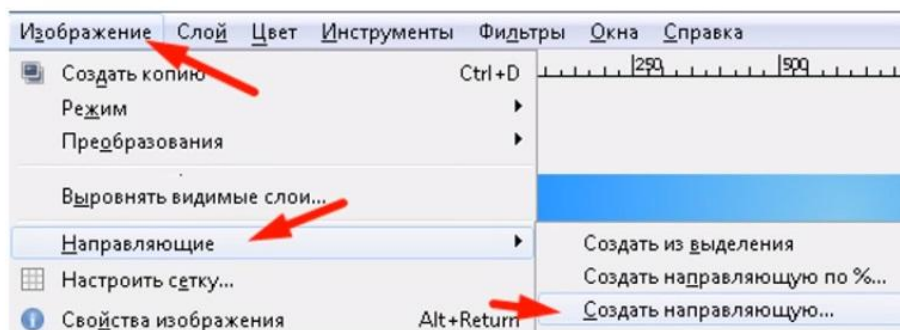 Изображение Слой Цвет Инструменты Фильтры Окна Справка
Создать копию Ctrl+D
250 500
Режим
Преобразования
Выровнять видимые слои...
Направляющие
Создать из выделения
Настроить сетку...
Создать направляющую по %...
Свойства изображения Alt+Return
Создать направляющую...